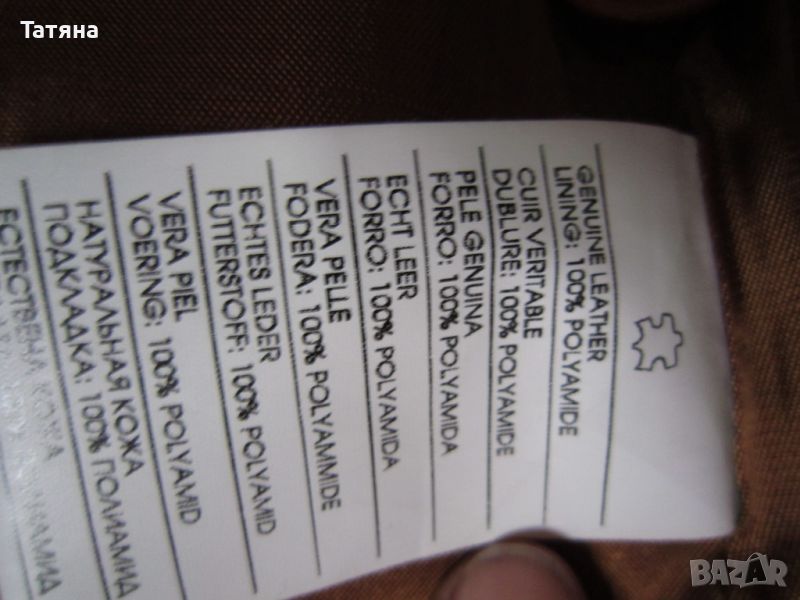 Татяна
GENUINE LEATHER
LINING: 100% POLYAMIDE
CUIR VERITABLE
DUBLURE: 100% POLYAMIDE
PELE GENUINA
FORRO: 100% POLYAMIDA
ECHT LEER
FORRO: 100% POLYAMIDA
VERA PELLE
FODERA: 100% POLYAMMIDE
ECHTES LEDER
FUTTERSTOFF: 100% POLYAMID
VERA PIEL
VOERING: 100% POLYAMID
НАТУРАЛЬНАЯ КОЖА
ПОДКЛАДКА: 100% ПОЛИАМИД
ЕСТЕСТВЕНА КОЖА
BAZAR